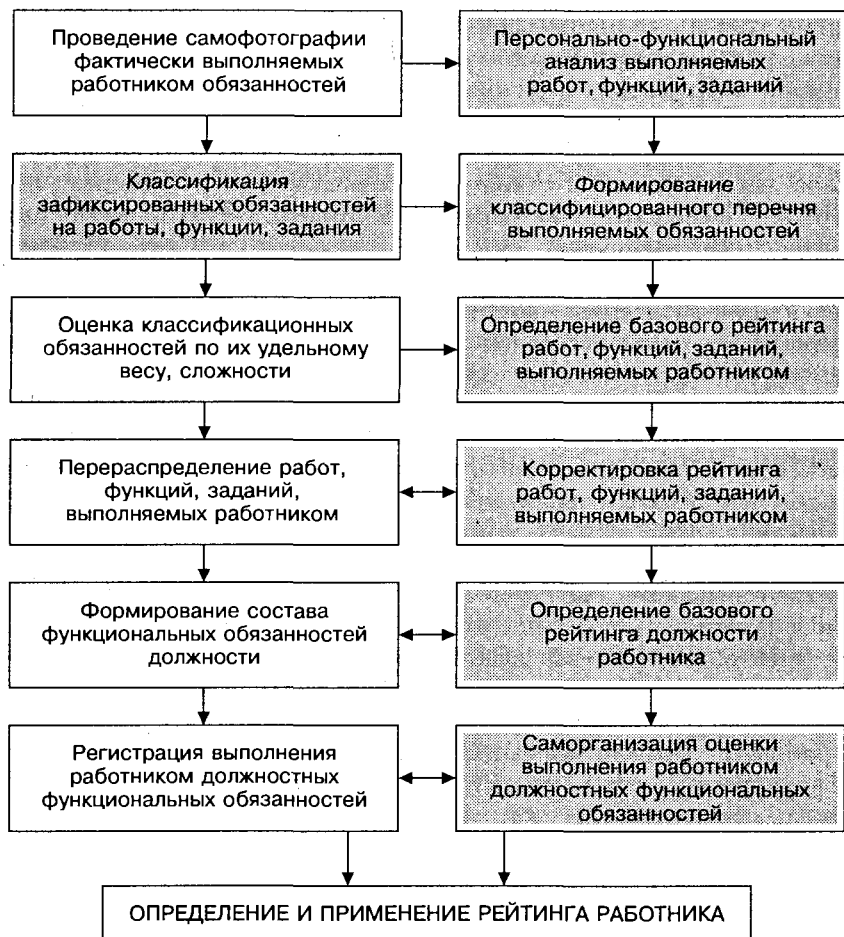 Проведение самофотографии
фактически выполняемых
работником обязанностей
Персонально-функциональный
анализ выполняемых
работ, функций, заданий
Классификация
зафиксированных обязанностей
на работы, функции, задания
Формирование
классифицированного перечня
выполняемых обязанностей
Оценка классификационных
обязанностей по их удельному
весу, сложности
Определение базового рейтинга
работ, функций, заданий,
выполняемых работником
Перераспределение работ,
функций, заданий,
выполняемых работником
Корректировка рейтинга
работ, функций, заданий,
выполняемых работником
Формирование состава
функциональных обязанностей
должности
Определение базового
рейтинга должности
работника
Регистрация выполнения
работником должностных
функциональных обязанностей
Саморганизация оценки
выполнения работником
должностных функциональных
обязанностей
ОПРЕДЕЛЕНИЕ И ПРИМЕНЕНИЕ РЕЙТИНГА РАБОТНИКА